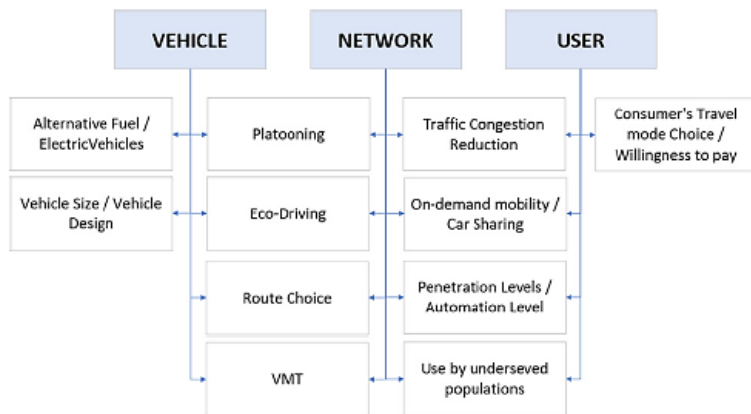 VEHICLE
NETWORK
USER
Alternative Fuel /
ElectricVehicles
Platooning
Traffic Congestion
Reduction
Consumer's Travel
mode Choice /
Willingness to pay
Vehicle Size / Vehicle
Design
Eco-Driving
On-demand mobility /
Car Sharing
Route Choice
Penetration Levels /
Automation Level
VMT
Use by underseved
populations